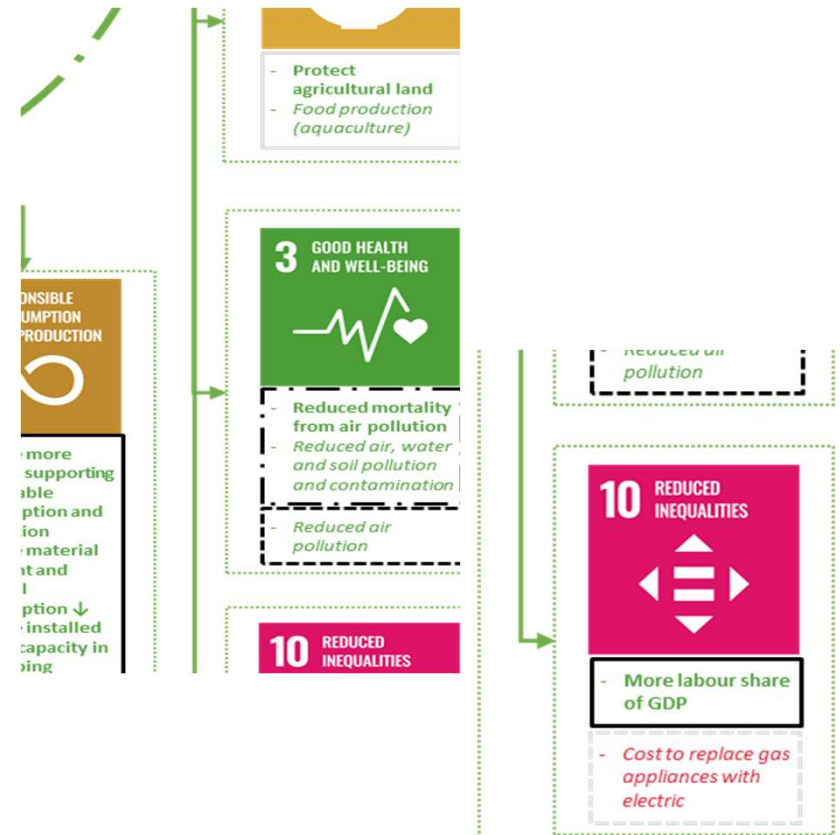 - Protect
agricultural land
- Food production
(aquaculture)
3 GOOD HEALTH
AND WELL-BEING
- Reduced mortality
from air pollution
- Reduced air, water
and soil pollution
and contamination
- Reduced air
pollution
10 REDUCED
INEQUALITIES
ONSIBLE
UMPTION
PRODUCTION
more
supporting
able
ption and
tion
material
t and
ption ↓
installed
capacity in
ping
- Reduced air
pollution
10 REDUCED
INEQUALITIES
- More labour share
of GDP
- Cost to replace gas
appliances with
electric